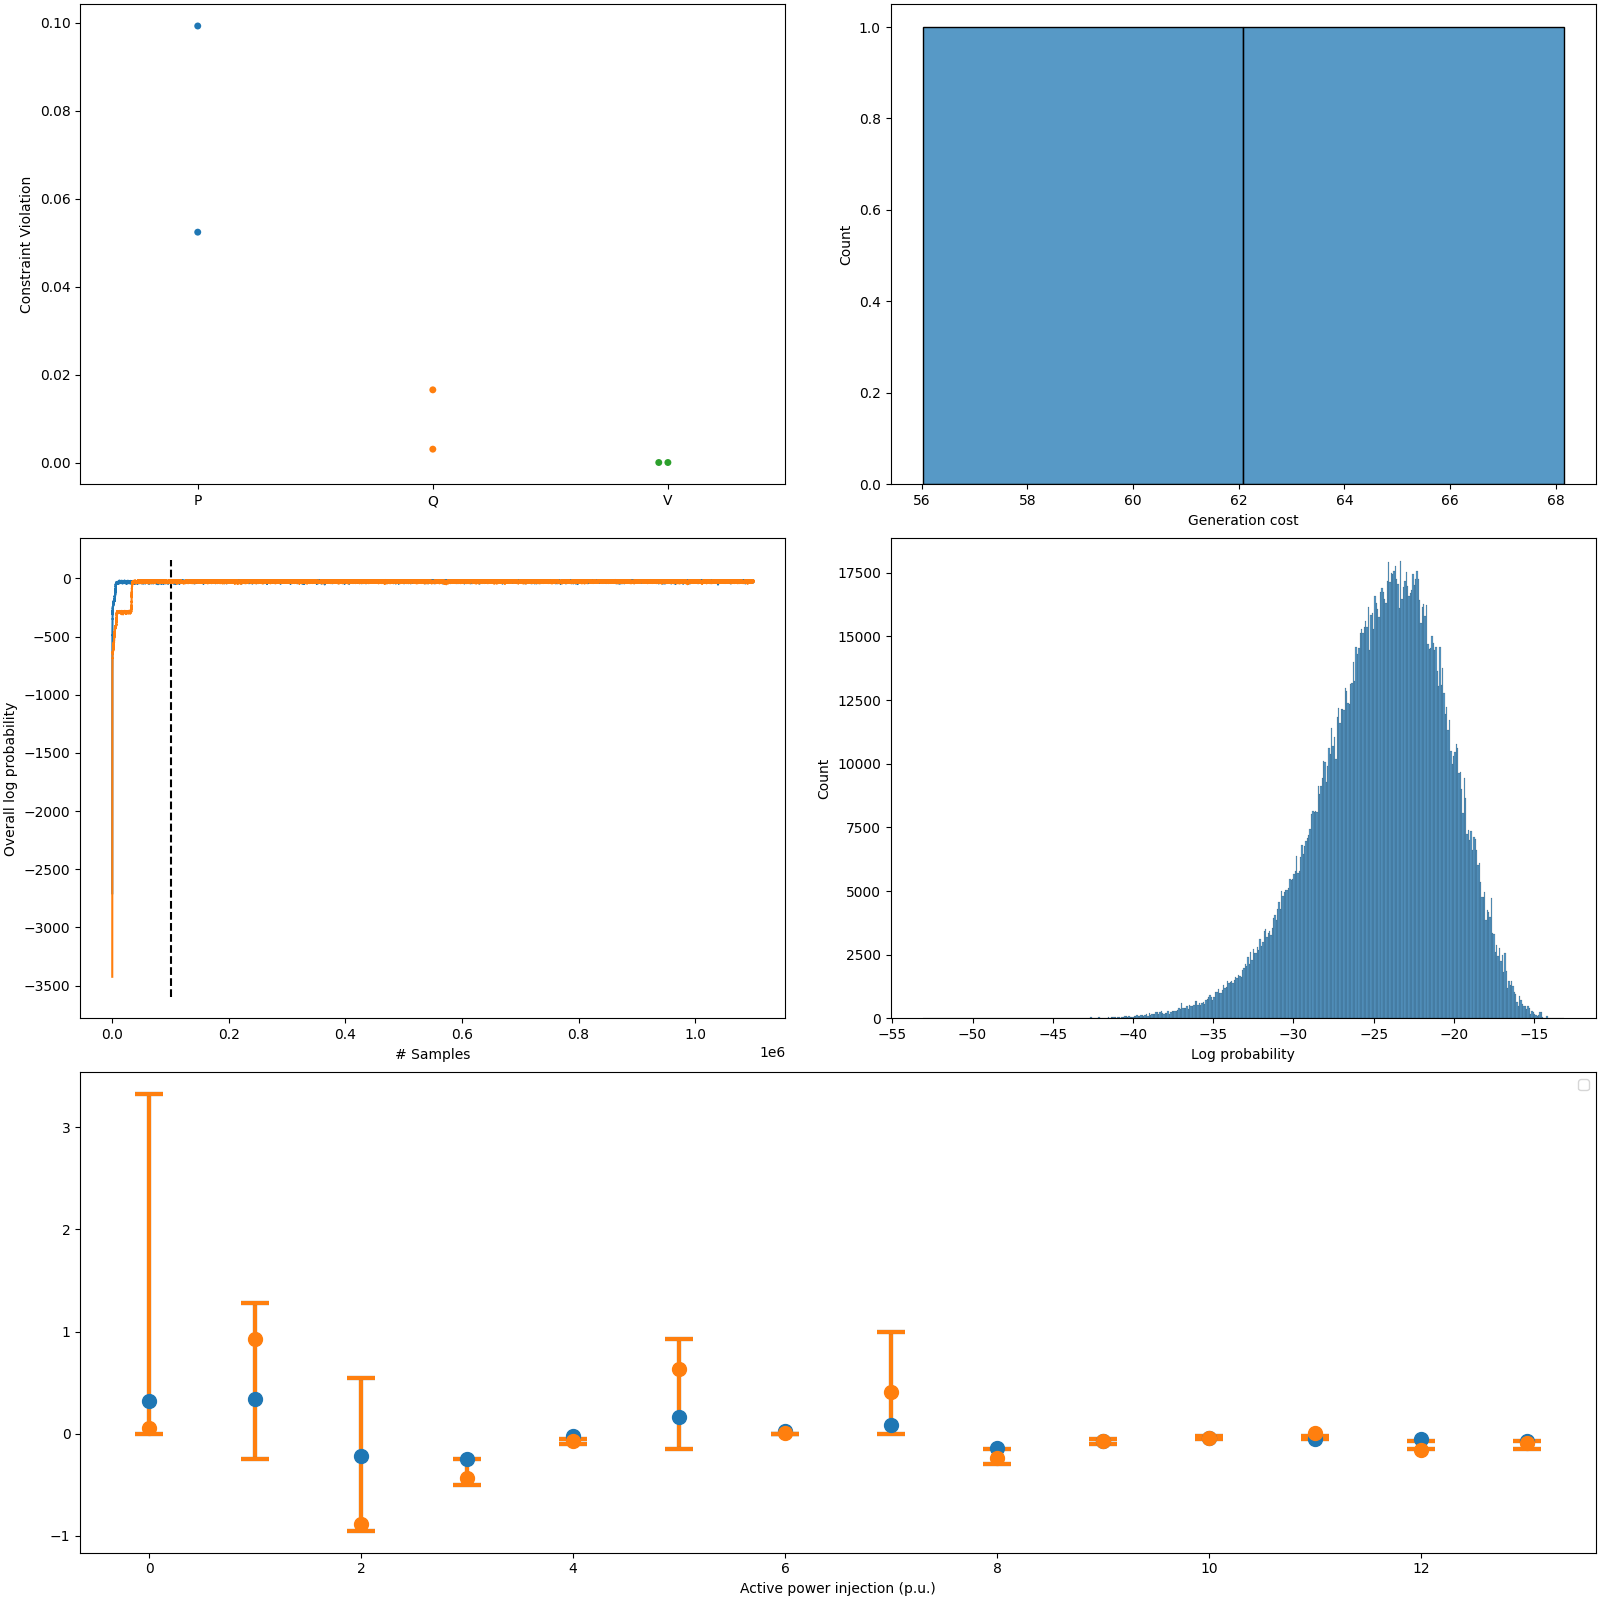 0.10
0.08
0.06
0.04
0.02
0.00
Constraint Violation
P Q V
1.0
0.8
0.6
0.4
0.2
0.0
Count
56 58 60 62 64 66 68
Generation cost
0
−500
−1000
−1500
−2000
−2500
−3000
−3500
Overall log probability
0.0 0.2 0.4 0.6 0.8 1.0
# Samples
1e6
17500
15000
12500
10000
7500
5000
2500
0
Count
−55 −50 −45 −40 −35 −30 −25 −20 −15
Log probability
3
2
1
0
−1
0 2 4 6 8 10 12
Active power injection (p.u.)